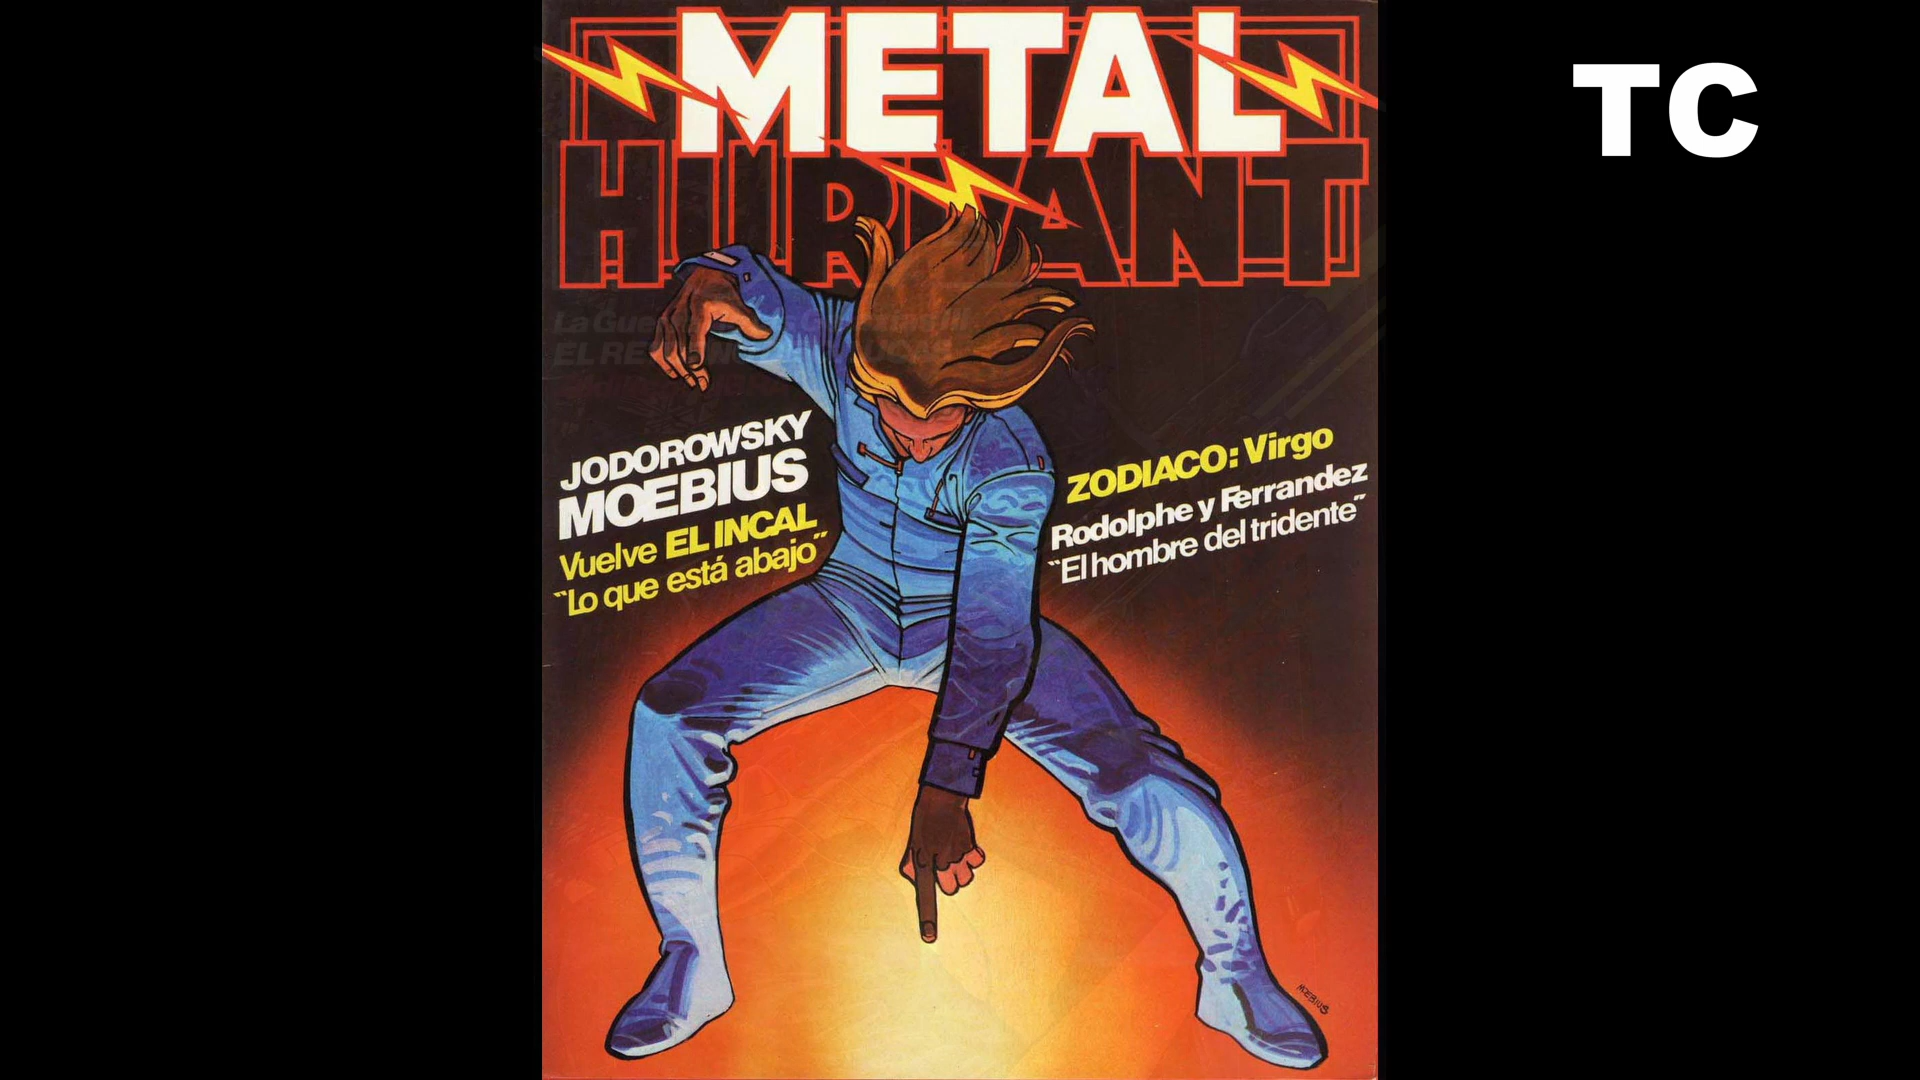 METAL
HURLANT
TC
JODOROWSKY
MOEBIUS
Vuelve EL INCAL
"Lo que está abajo"
ZODIACO: Virgo
Rodolphe y Ferrandez
"El hombre del tridente"
MOEBIUS